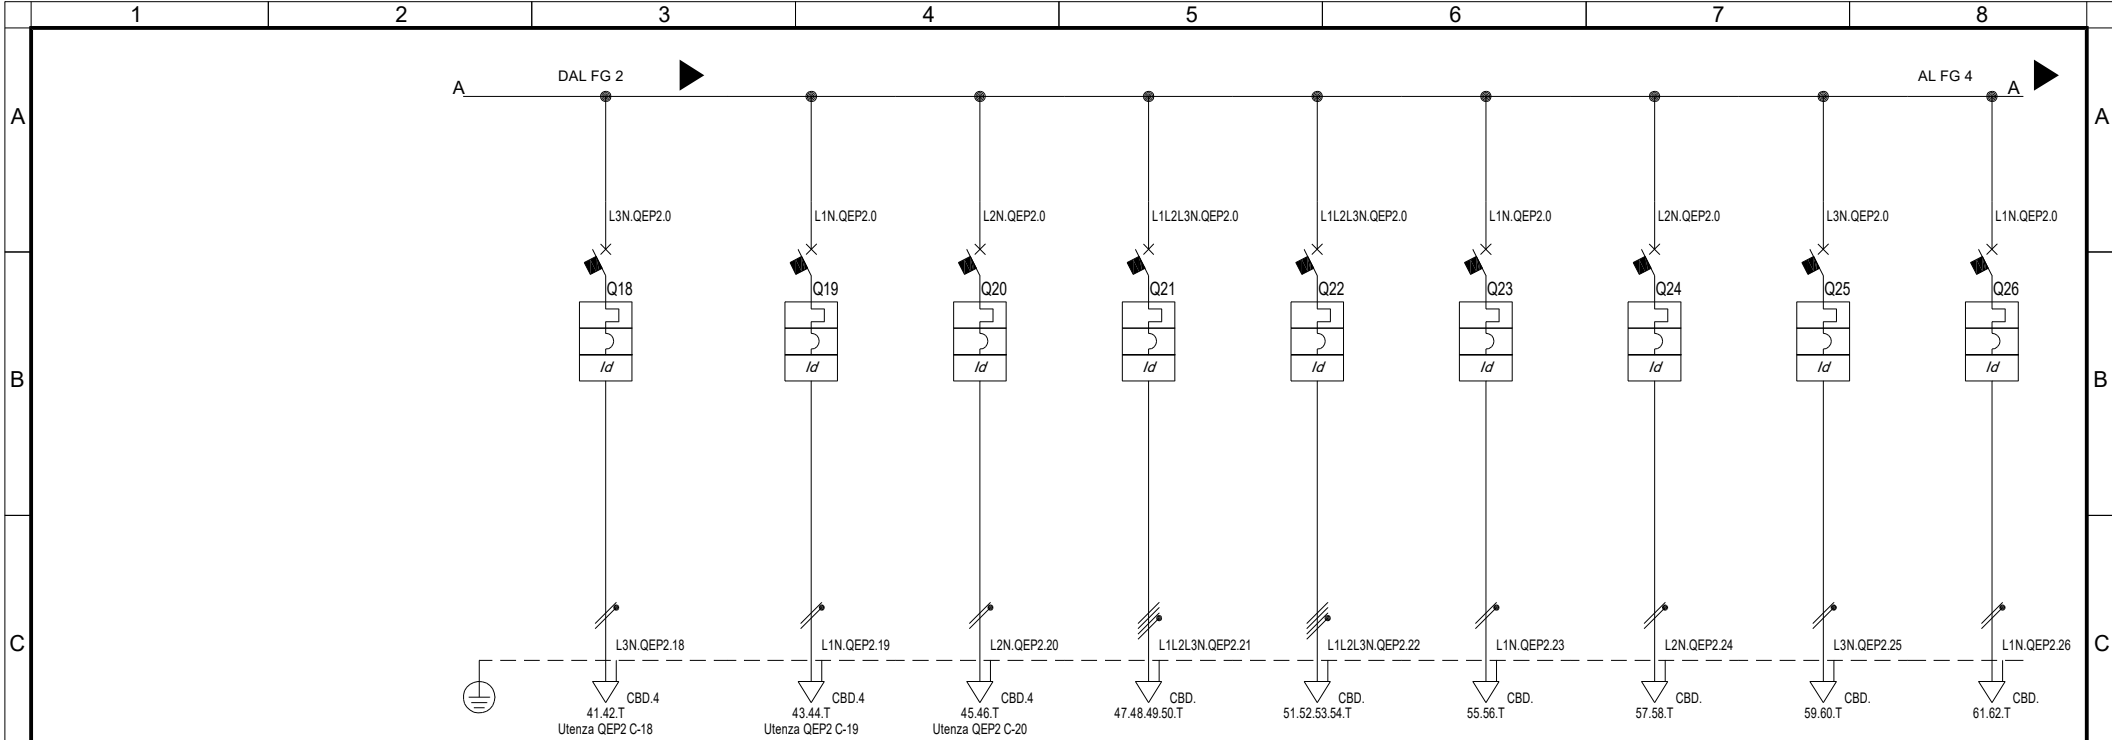 1 2 3 4 5 6 7 8
DAL FG 2 AL FG 4
A A
A A
L3N.QEP2.0 L1N.QEP2.0 L2N.QEP2.0 L1L2L3N.QEP2.0 L1L2L3N.QEP2.0 L1N.QEP2.0 L2N.QEP2.0 L3N.QEP2.0 L1N.QEP2.0
Q18 Q19 Q20 Q21 Q22 Q23 Q24 Q25 Q26
Id Id Id Id Id Id Id Id Id
B B
C C
L3N.QEP2.18 L1N.QEP2.19 L2N.QEP2.20 L1L2L3N.QEP2.21 L1L2L3N.QEP2.22 L1N.QEP2.23 L2N.QEP2.24 L3N.QEP2.25 L1N.QEP2.26
CBD.4 CBD.4 CBD.4 CBD. CBD. CBD. CBD. CBD. CBD.
41.42.T 43.44.T 45.46.T 47.48.49.50.T 51.52.53.54.T 55.56.T 57.58.T 59.60.T 61.62.T
Utenza QEP2 C-18 Utenza QEP2 C-19 Utenza QEP2 C-20